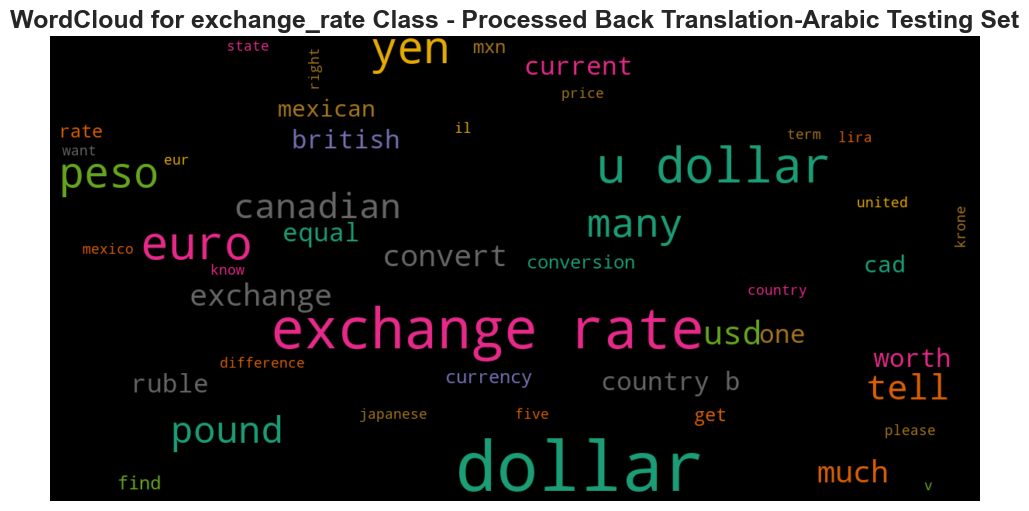 WordCloud for exchange_rate Class - Processed Back Translation-Arabic Testing Set
state
right
yen
mxn
current
price
mexican
rate
british
il
term
lira
want
eur
peso
u dollar
canadian
many
united
krone
equal
euro
mexico
convert
conversion
cad
know
exchange
country
exchange rate
usd
one
difference
worth
ruble
currency
country b
tell
japanese
five
get
pound
please
dollar
much
find
v